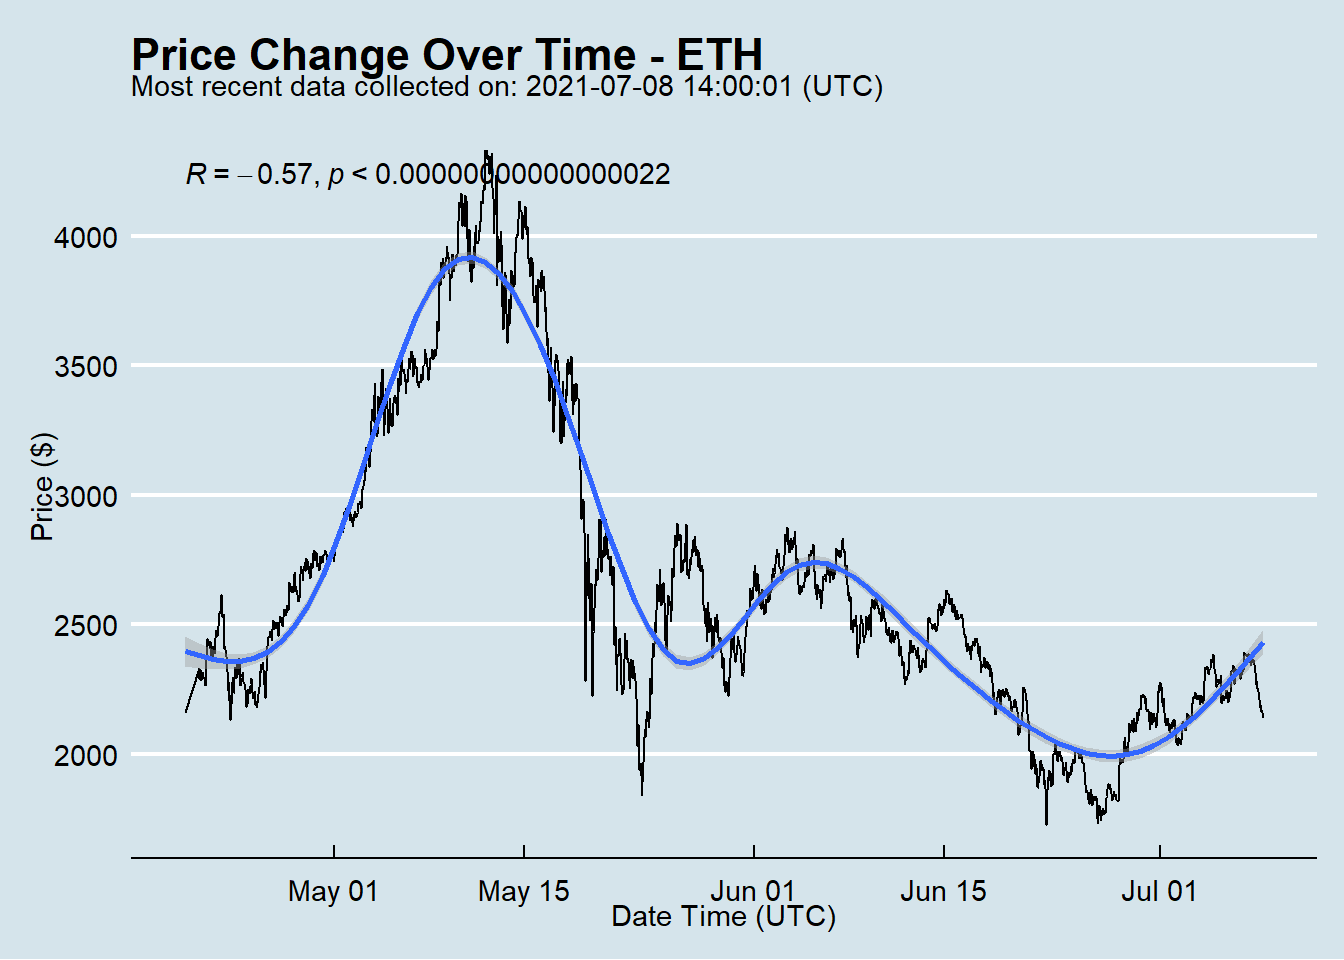 Price Change Over Time - ETH
Most recent data collected on: 2021-07-08 14:00:01 (UTC)
R = −0.57, p < 0.00000000000000022
4000
3500
3000
2500
2000
Price ($)
May 01 May 15 Jun 01 Jun 15 Jul 01
Date Time (UTC)